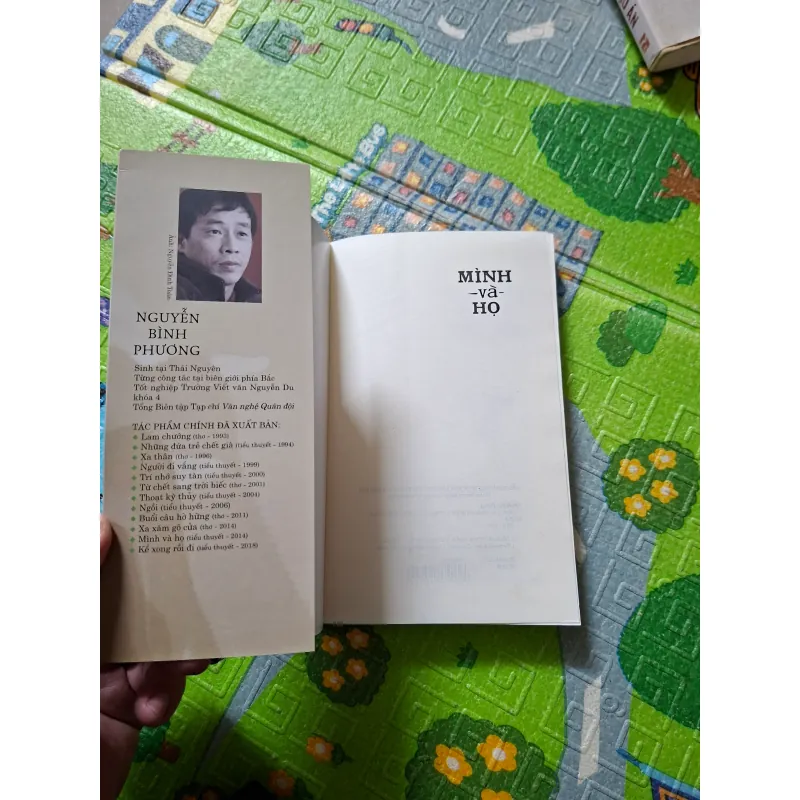 Ảnh: Nguyễn Đình Toán
NGUYỄN
BÌNH
PHƯƠNG
Sinh tại Thái Nguyên
Từng công tác tại biên giới phía Bắc
Tốt nghiệp Trường Viết văn Nguyễn Du
khóa 4
Tổng Biên tập Tạp chí Văn nghệ Quân đội
TÁC PHẨM CHÍNH ĐÃ XUẤT BẢN:
Lam chướng (thơ - 1992)
Những đứa trẻ chết già (tiểu thuyết - 1994)
Xa thân (thơ - 1996)
Người đi vắng (tiểu thuyết - 1999)
Trí nhớ suy tàn (tiểu thuyết - 2000)
Từ chết sang trời biếc (thơ - 2001)
Thoạt kỳ thủy (tiểu thuyết - 2004)
Ngồi (tiểu thuyết - 2006)
Buổi câu hờ hững (thơ - 2011)
Xa xăm gõ cửa (thơ - 2014)
Mình và họ (tiểu thuyết - 2014)
Kể xong rồi đi (tiểu thuyết - 2018)
MÌNH
-và-
HỌ